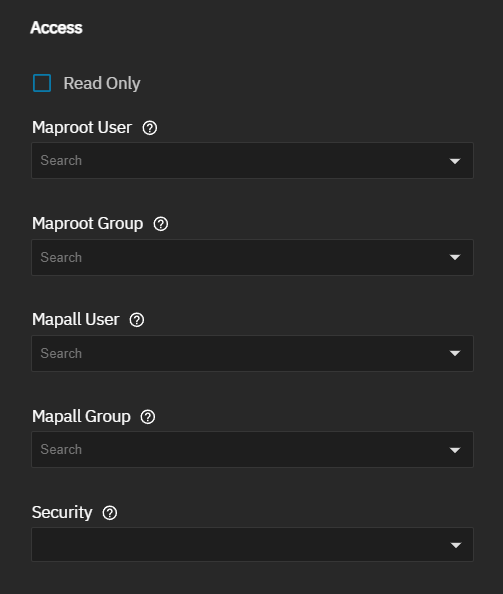 Access
Read Only
Maproot User
Search
Maproot Group
Search
Mapall User
Search
Mapall Group
Search
Security